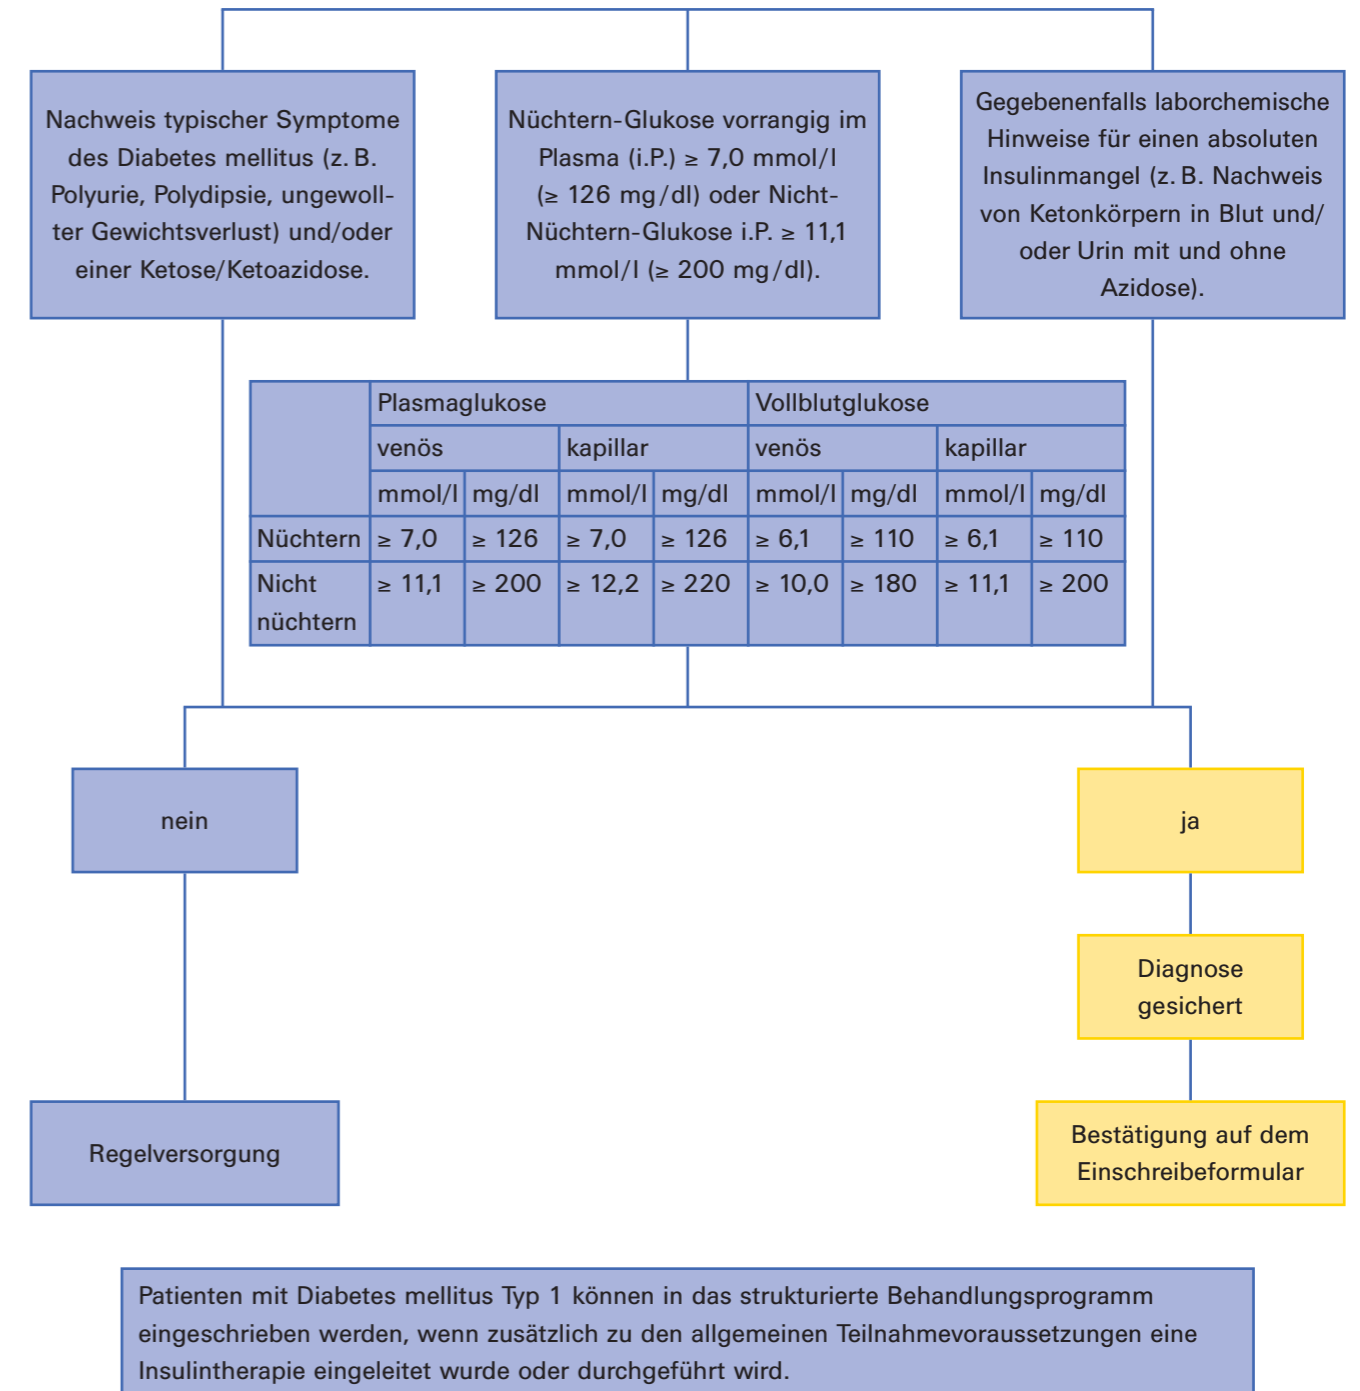 Nachweis typischer Symptome
des Diabetes mellitus (z. B.
Polyurie, Polydipsie, ungewoll-
ter Gewichtsverlust) und/oder
einer Ketose/Ketoazidose.
Nüchtern-Glukose vorrangig im
Plasma (i.P.) ≥ 7,0 mmol/l
(≥ 126 mg/dl) oder Nicht-
Nüchtern-Glukose i.P. ≥ 11,1
mmol/l (≥ 200 mg/dl).
Gegebenenfalls laborchemische
Hinweise für einen absoluten
Insulinmangel (z. B. Nachweis
von Ketonkörpern in Blut und/
oder Urin mit und ohne
Azidose).
Plasmaglukose Vollblutglukose
venös kapillar venös kapillar
mmol/l mg/dl mmol/l mg/dl mmol/l mg/dl mmol/l mg/dl
Nüchtern ≥ 7,0 ≥ 126 ≥ 7,0 ≥ 126 ≥ 6,1 ≥ 110 ≥ 6,1 ≥ 110
Nicht ≥ 11,1 ≥ 200 ≥ 12,2 ≥ 220 ≥ 10,0 ≥ 180 ≥ 11,1 ≥ 200
nüchtern
nein
ja
Diagnose
gesichert
Regelversorgung
Bestätigung auf dem
Einschreibeformular
Patienten mit Diabetes mellitus Typ 1 können in das strukturierte Behandlungsprogramm
eingeschrieben werden, wenn zusätzlich zu den allgemeinen Teilnahmevoraussetzungen eine
Insulintherapie eingeleitet wurde oder durchgeführt wird.